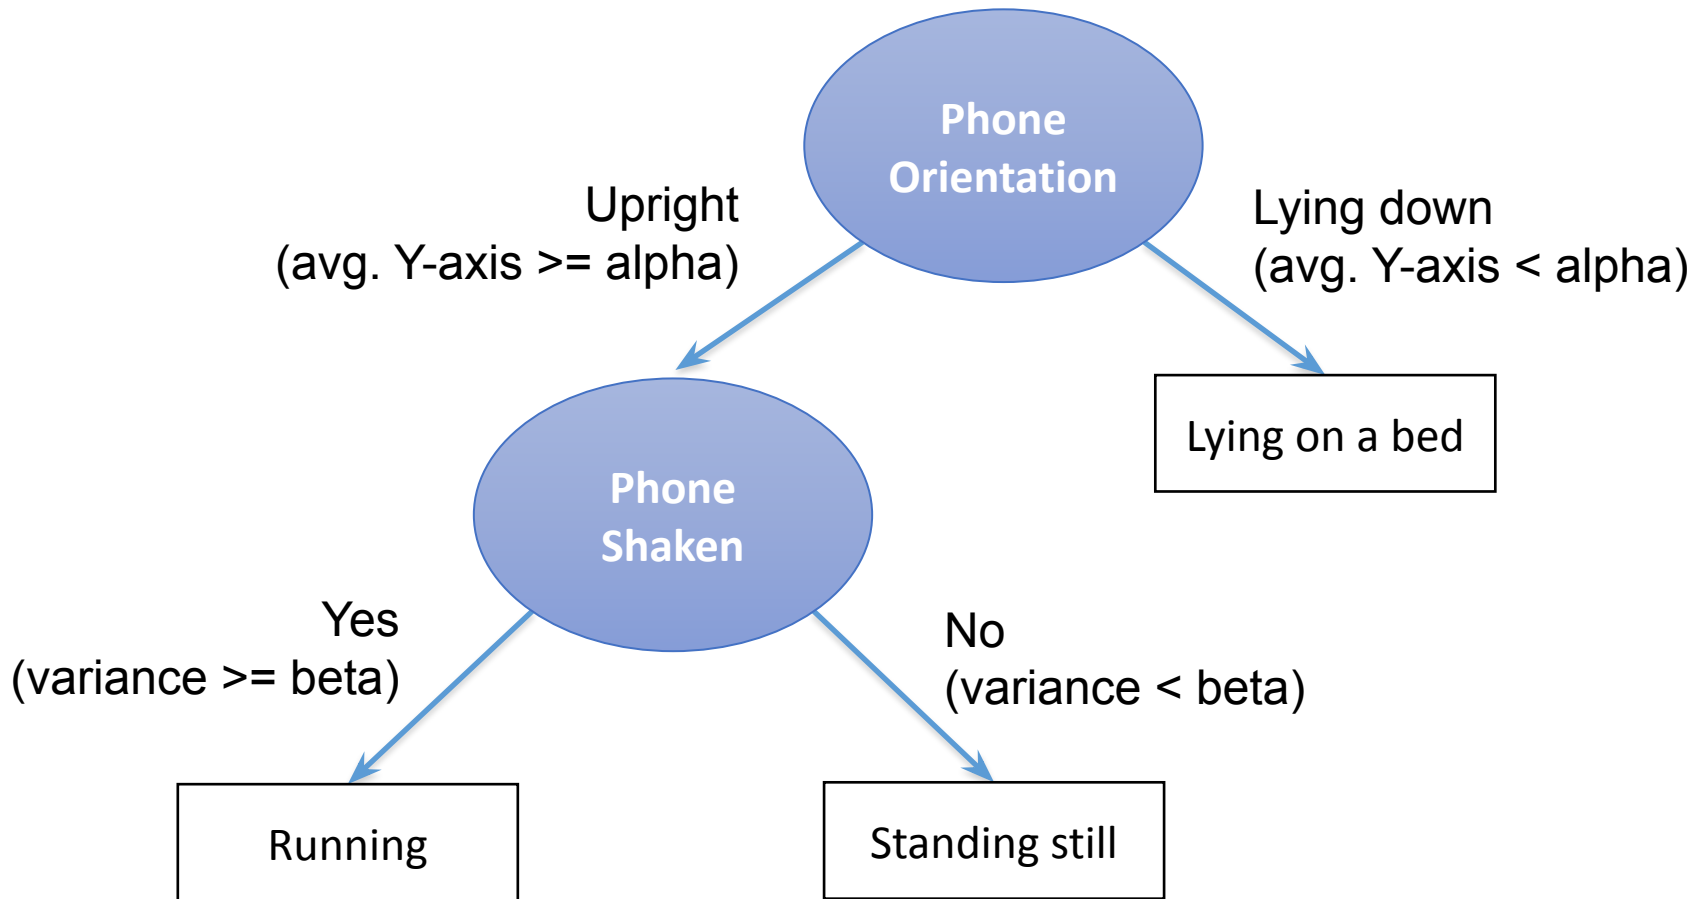 Phone
Orientation
Upright
(avg. Y-axis >= alpha)
Lying down
(avg. Y-axis < alpha)
Lying on a bed
Phone
Shaken
Yes
(variance >= beta)
No
(variance < beta)
Running
Standing still